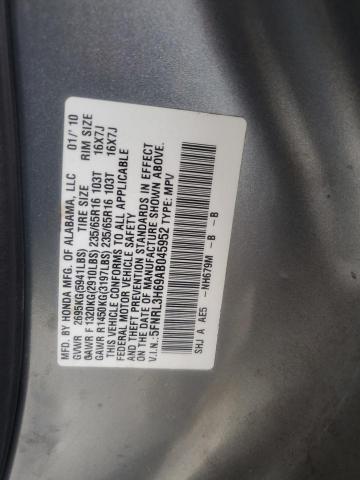 MFG. BY HONDA MFG. OF ALABAMA, LLC 01/'10
GVWR 2695KG(5941LBS) TIRE SIZE RIM SIZE
GAWR F 1320KG(2910LBS) 235/65R16 103T 16X7J
GAWR R1450KG(3197LBS) 235/65R16 103T 16X7J
THIS VEHICLE CONFORMS TO ALL APPLICABLE
FEDERAL MOTOR VEHICLE SAFETY
AND THEFT PREVENTION STANDARDS IN EFFECT
ON THE DATE OF MANUFACTURE SHOWN ABOVE.
V.I.N.:5FNRL3H69AB045952 TYPE: MPV
SHJ A AE5 -NH679M - B - B